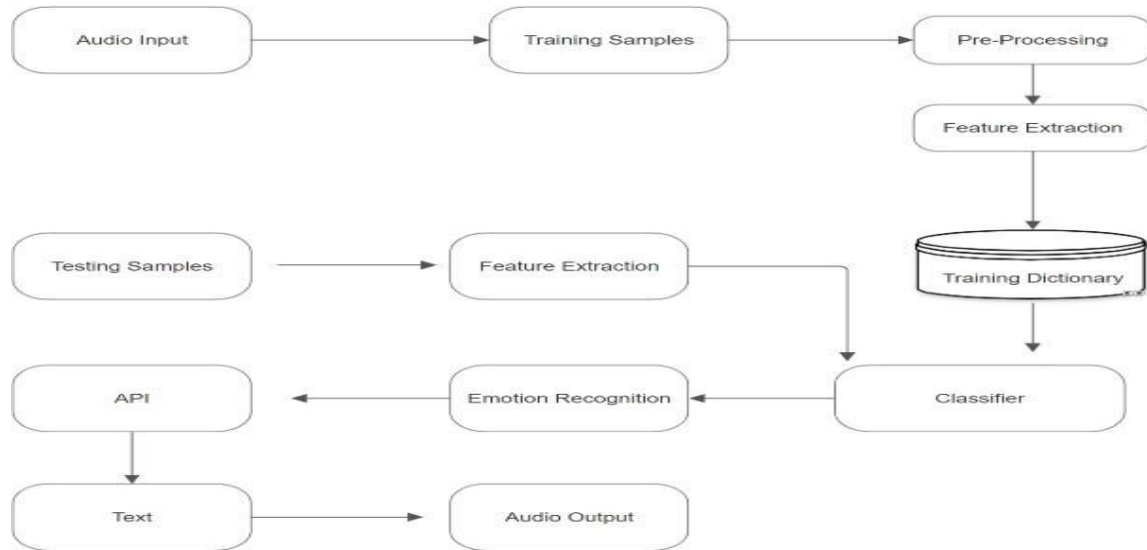 Audio Input
Training Samples
Pre-Processing
Feature Extraction
Testing Samples
Feature Extraction
Training Dictionary
API
Emotion Recognition
Classifier
Text
Audio Output